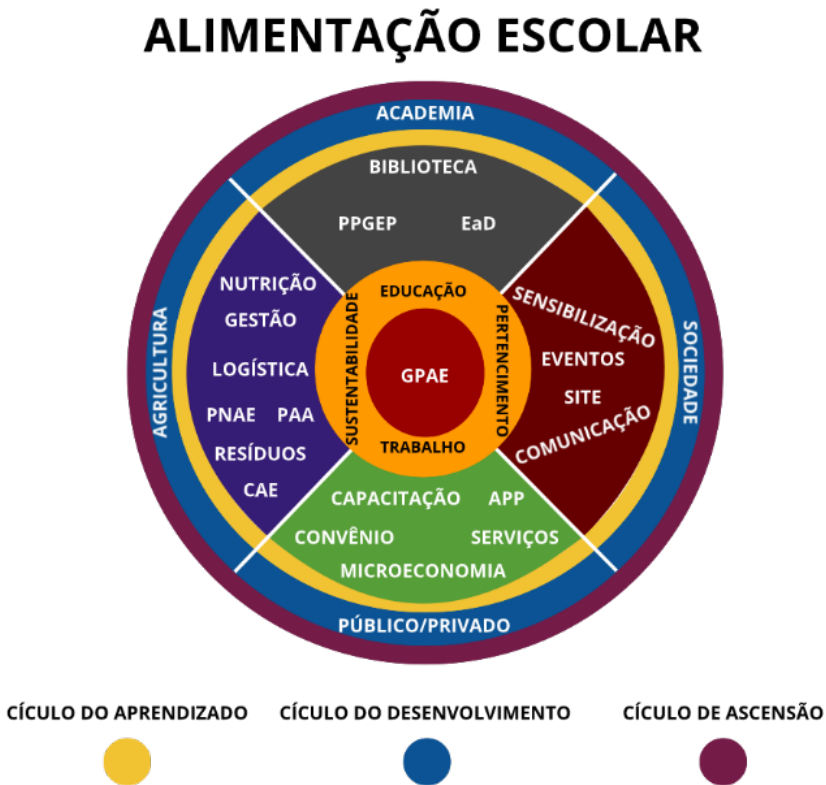 ALIMENTAÇÃO ESCOLAR
ACADEMIA
BIBLIOTECA
PPGEP EaD
AGRICULTURA
NUTRIÇÃO
GESTÃO
LOGÍSTICA
PNAE PAA
RESÍDUOS
CAE
SUSTENTABILIDADE
EDUCAÇÃO
GPAE
TRABALHO
PERTENCIMENTO
SENSIBILIZAÇÃO
EVENTOS
SITE
COMUNICAÇÃO
SOCIEDADE
CAPACITAÇÃO APP
CONVÊNIO SERVIÇOS
MICROECONOMIA
PÚBLICO/PRIVADO
CÍCULO DO APRENDIZADO
CÍCULO DO DESENVOLVIMENTO
CÍCULO DE ASCENSÃO